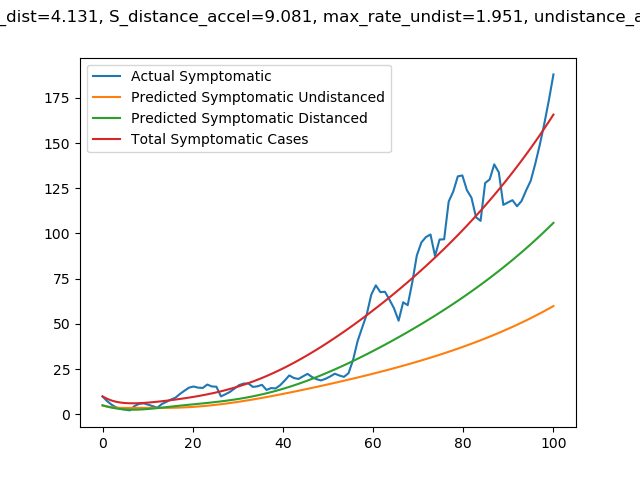 _dist=4.131, S_distance_accel=9.081, max_rate_undist=1.951, undistance_a
Actual Symptomatic
Predicted Symptomatic Undistanced
Predicted Symptomatic Distanced
Total Symptomatic Cases
175
150
125
100
75
50
25
0
0 20 40 60 80 100